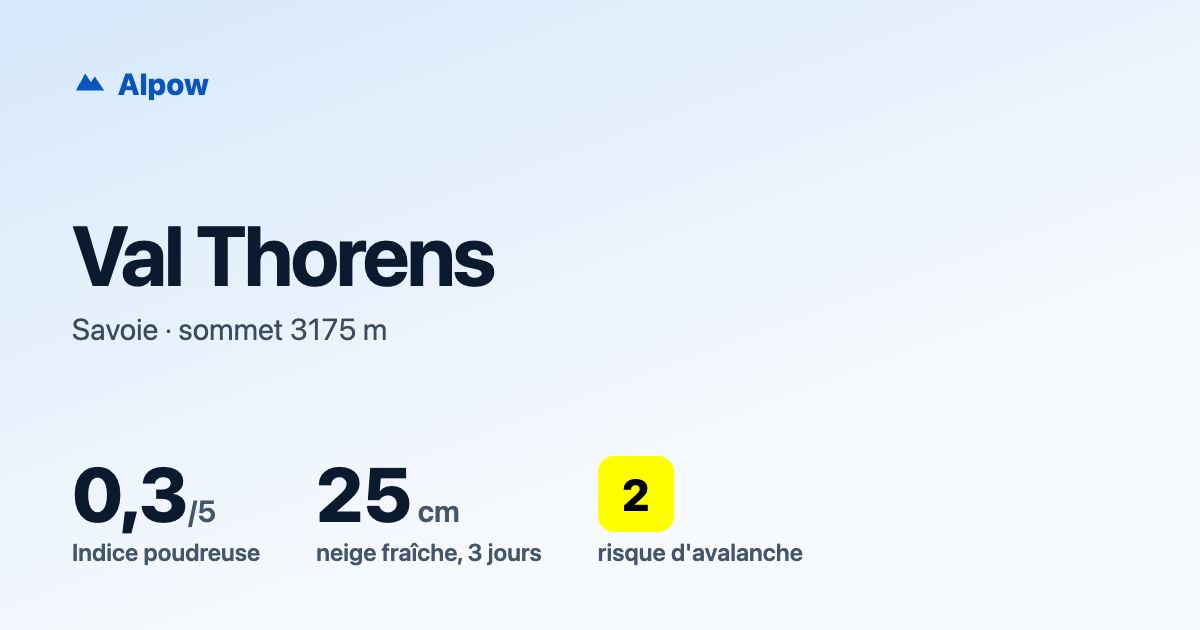 Alpow
Val Thorens
Savoie · sommet 3175 m
0,3/5
Indice poudreuse
25 cm
neige fraîche, 3 jours
2
risque d'avalanche